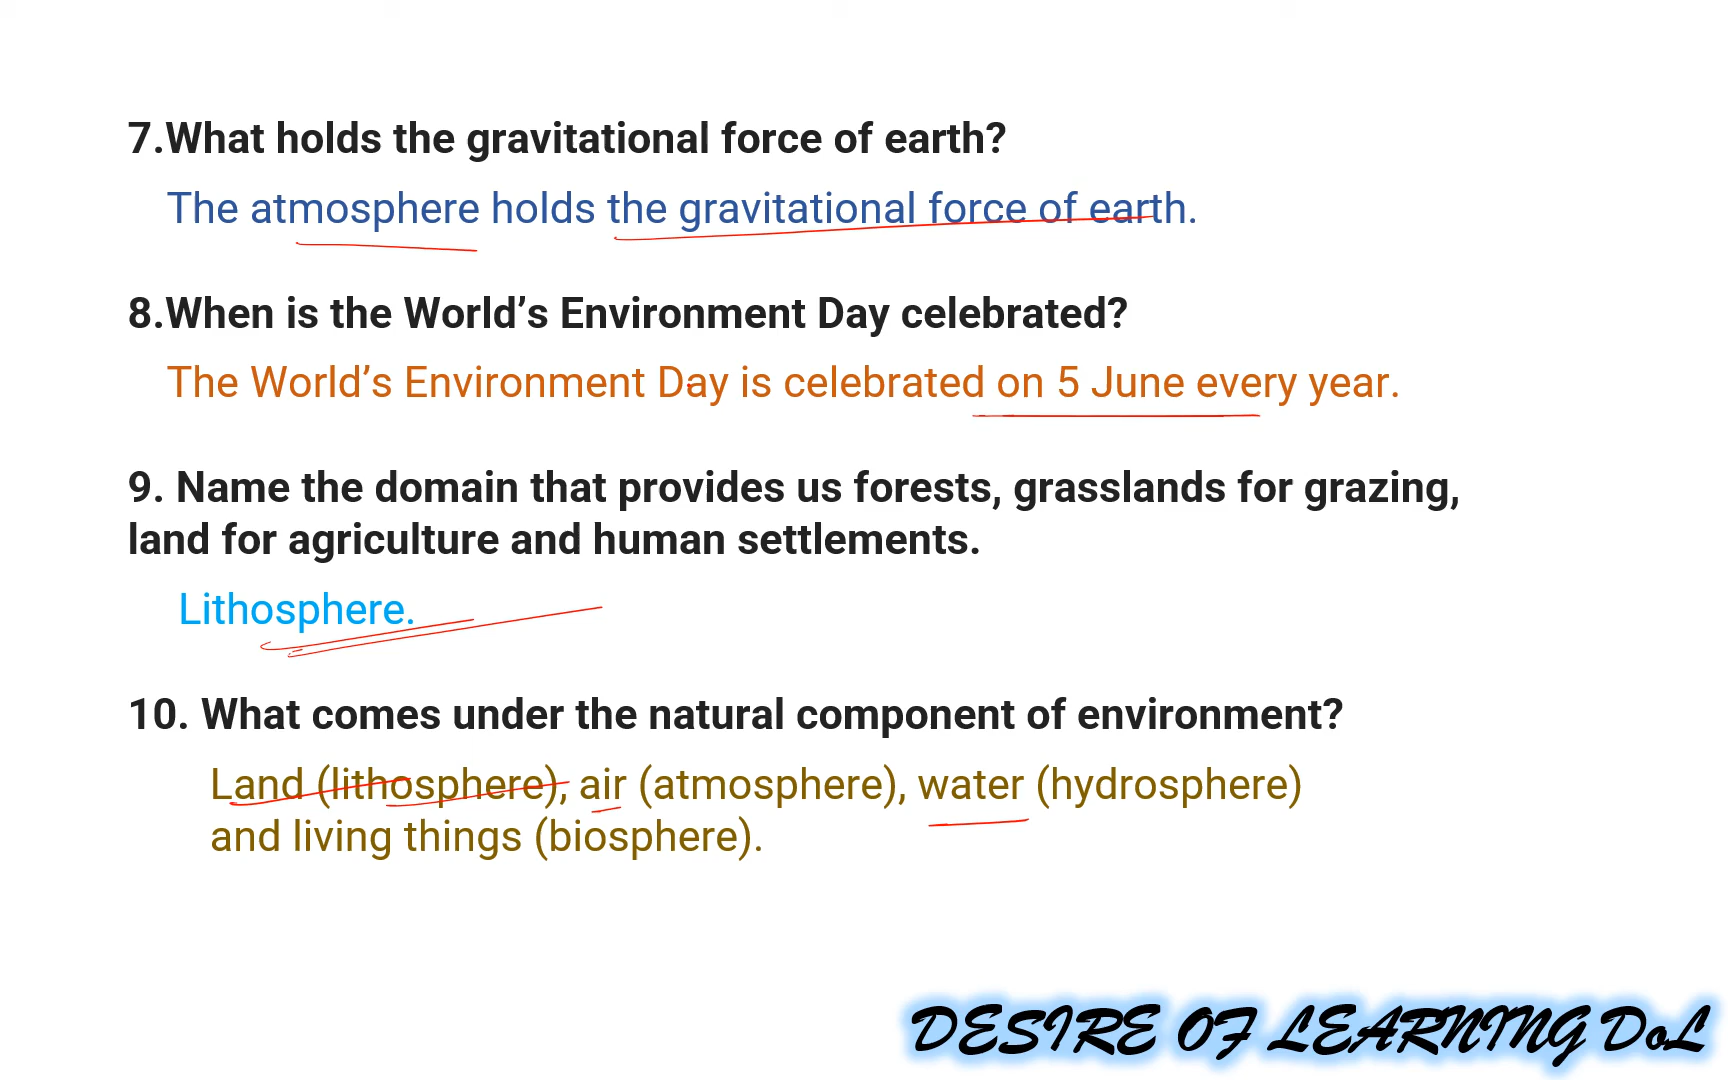 7.What holds the gravitational force of earth?
The atmosphere holds the gravitational force of earth.
8.When is the World’s Environment Day celebrated?
The World’s Environment Day is celebrated on 5 June every year.
9. Name the domain that provides us forests, grasslands for grazing,
land for agriculture and human settlements.
Lithosphere.
10. What comes under the natural component of environment?
Land (lithosphere), air (atmosphere), water (hydrosphere)
and living things (biosphere).
DESIRE OF LEARNING DoL